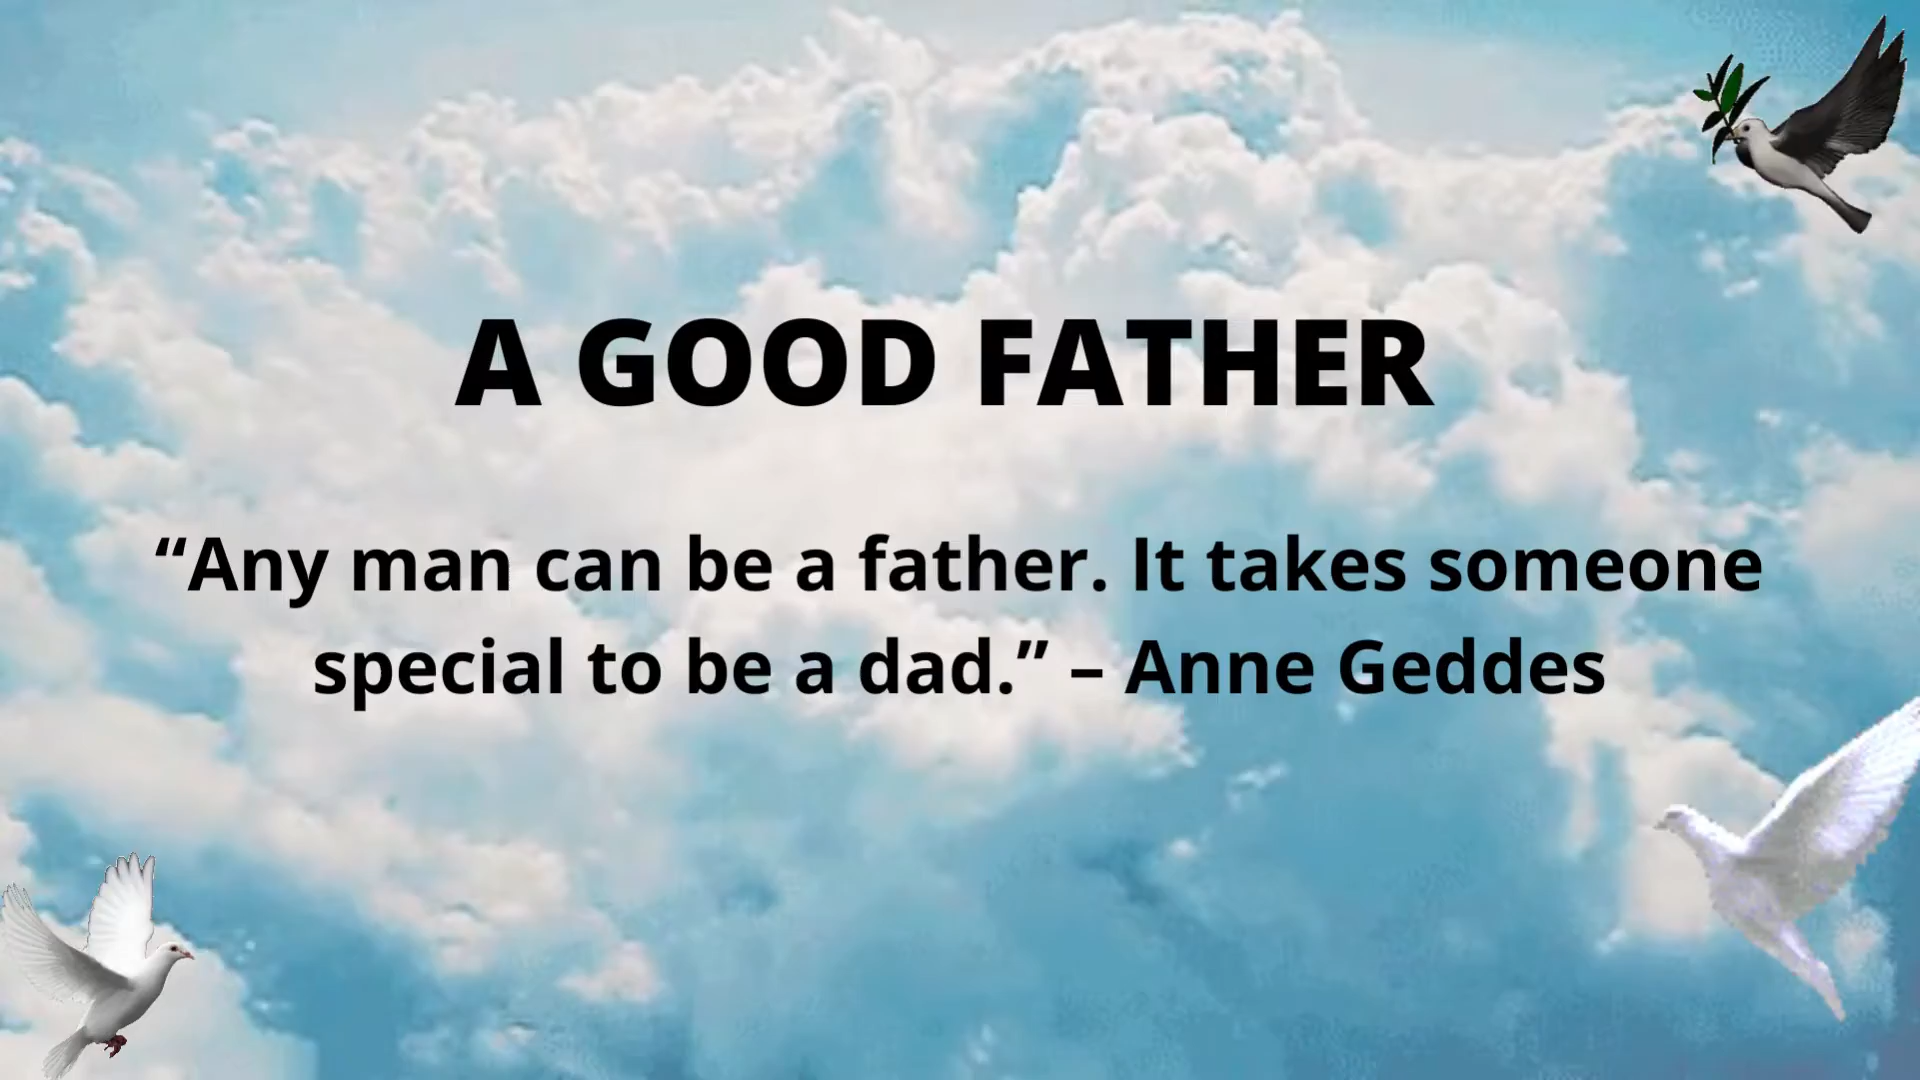 A GOOD FATHER
“Any man can be a father. It takes someone
special to be a dad.” – Anne Geddes